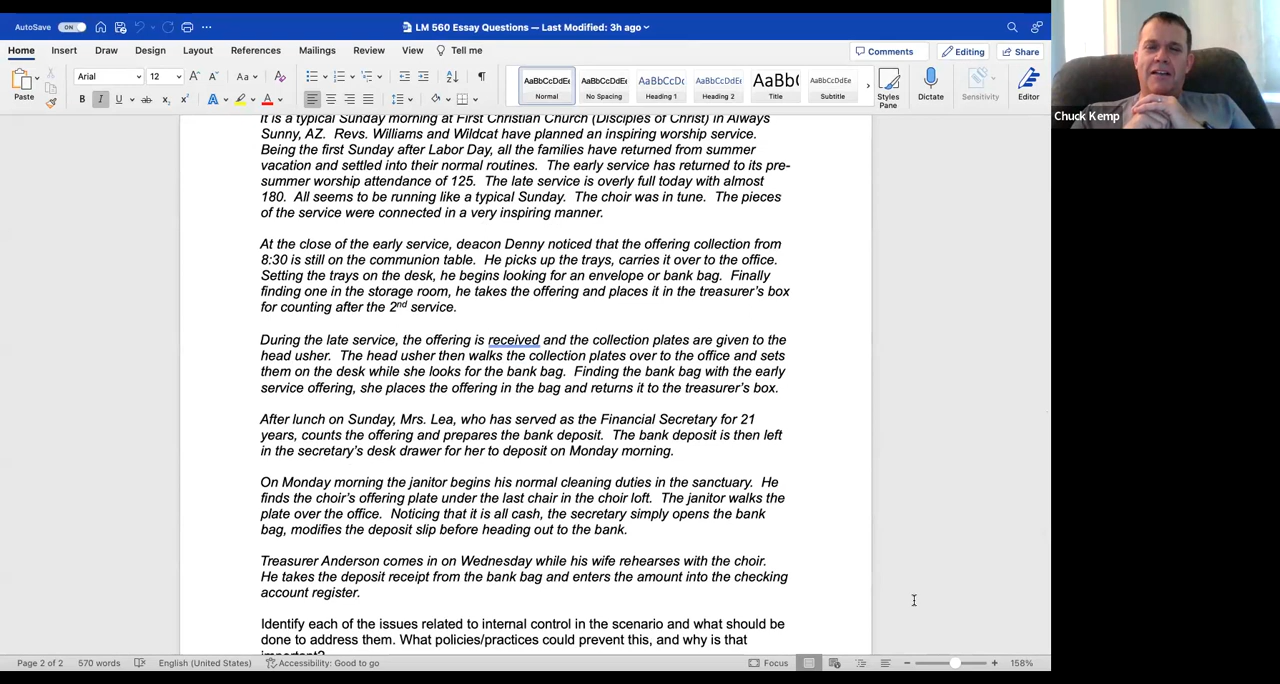 AutoSave ON LM 560 Essay Questions — Last Modified: 3h ago
Home Insert Draw Design Layout References Mailings Review View Tell me Comments Editing Share
Paste Arial 12 A A Aa A
B I U ab x₂ x² A A
AaBbCcDdEe AaBbCcDdEe AaBbCcDc AaBbCcDdEe AaBb( AaBbCcDdEe
Normal No Spacing Heading 1 Heading 2 Title Subtitle
Styles Pane Dictate Sensitivity Editor
Chuck Kemp
It is a typical Sunday morning at First Christian Church (Disciples of Christ) in Always
Sunny, AZ. Revs. Williams and Wildcat have planned an inspiring worship service.
Being the first Sunday after Labor Day, all the families have returned from summer
vacation and settled into their normal routines. The early service has returned to its pre-
summer worship attendance of 125. The late service is overly full today with almost
180. All seems to be running like a typical Sunday. The choir was in tune. The pieces
of the service were connected in a very inspiring manner.
At the close of the early service, deacon Denny noticed that the offering collection from
8:30 is still on the communion table. He picks up the trays, carries it over to the office.
Setting the trays on the desk, he begins looking for an envelope or bank bag. Finally
finding one in the storage room, he takes the offering and places it in the treasurer's box
for counting after the 2nd service.
During the late service, the offering is received and the collection plates are given to the
head usher. The head usher then walks the collection plates over to the office and sets
them on the desk while she looks for the bank bag. Finding the bank bag with the early
service offering, she places the offering in the bag and returns it to the treasurer's box.
After lunch on Sunday, Mrs. Lea, who has served as the Financial Secretary for 21
years, counts the offering and prepares the bank deposit. The bank deposit is then left
in the secretary's desk drawer for her to deposit on Monday morning.
On Monday morning the janitor begins his normal cleaning duties in the sanctuary. He
finds the choir's offering plate under the last chair in the choir loft. The janitor walks the
plate over the office. Noticing that it is all cash, the secretary simply opens the bank
bag, modifies the deposit slip before heading out to the bank.
Treasurer Anderson comes in on Wednesday while his wife rehearses with the choir.
He takes the deposit receipt from the bank bag and enters the amount into the checking
account register.
Identify each of the issues related to internal control in the scenario and what should be
done to address them. What policies/practices could prevent this, and why is that
important?
Page 2 of 2 570 words English (United States) Accessibility: Good to go Focus 158%